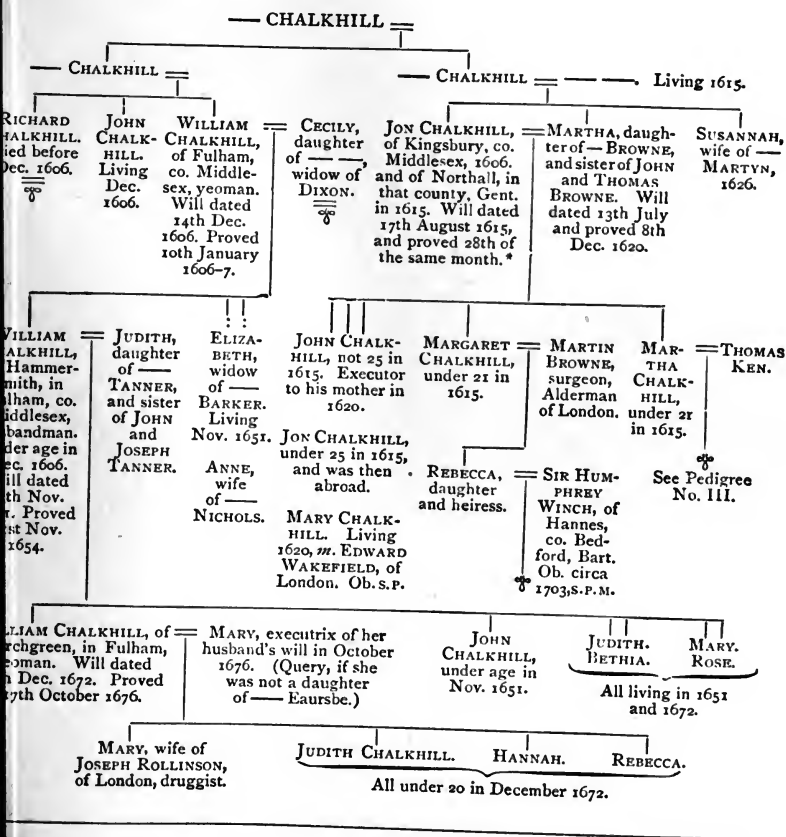 — CHALKHILL =
— CHALKHILL =
— CHALKHILL = — —. Living 1615.
RICHARD
CHALKHILL.
Died before
Dec. 1606.
JOHN
CHALK-
HILL.
Living
Dec.
1606.
WILLIAM =
CHALKHILL,
of Fulham,
co. Middle-
sex, yeoman.
Will dated
14th Dec.
1606. Proved
10th January
1606-7.
CECILY,
daughter
of — —,
widow of
DIXON.
JON CHALKHILL,
of Kingsbury, co.
Middlesex, 1606.
and of Northall, in
that county, Gent.
in 1615. Will dated
17th August 1615,
and proved 28th of
the same month.*
= MARTHA, daugh-
ter of — BROWNE,
and sister of JOHN
and THOMAS
BROWNE. Will
dated 13th July
and proved 8th
Dec. 1620.
SUSANNAH,
wife of —
MARTYN,
1626.
WILLIAM =
CHALKHILL,
Hammer-
smith, in
Fulham, co.
Middlesex,
husbandman.
Under age in
Dec. 1606.
Will dated
th Nov.
Proved
st Nov.
1654.
JUDITH,
daughter
of —
TANNER,
and sister
of JOHN
and
JOSEPH
TANNER.
ELIZA-
BETH,
widow
of —
BARKER.
Living
Nov. 1651.
ANNE,
wife
of —
NICHOLS.
JOHN CHALK-
HILL, not 25 in
1615. Executor
to his mother in
1620.
JON CHALKHILL,
under 25 in 1615,
and was then
abroad.
MARY CHALK-
HILL. Living
1620, m. EDWARD
WAKEFIELD, of
London. Ob. S.P.
MARGARET =
CHALKHILL,
under 21 in
1615.
MARTIN
BROWNE,
surgeon,
Alderman
of London.
MAR-
THA
CHALK-
HILL,
under 21
in 1615.
= THOMAS
KEN.
See Pedigree
No. III.
REBECCA,
daughter
and heiress.
= SIR HUM-
PHREY
WINCH, of
Hannes,
co. Bed-
ford, Bart.
Ob. circa
1703, S.P.M.
WILLIAM CHALKHILL, of =
rchgreen, in Fulham,
yeoman. Will dated
Dec. 1672. Proved
7th October 1676.
MARY, executrix of her
husband's will in October
1676. (Query, if she
was not a daughter
of — Eaursbe.)
JOHN
CHALKHILL,
under age in
Nov. 1651.
JUDITH.
BETHIA.
MARY.
ROSE.
All living in 1651
and 1672.
MARY, wife of
JOSEPH ROLLINSON,
of London, druggist.
JUDITH CHALKHILL. HANNAH. REBECCA.
All under 20 in December 1672.